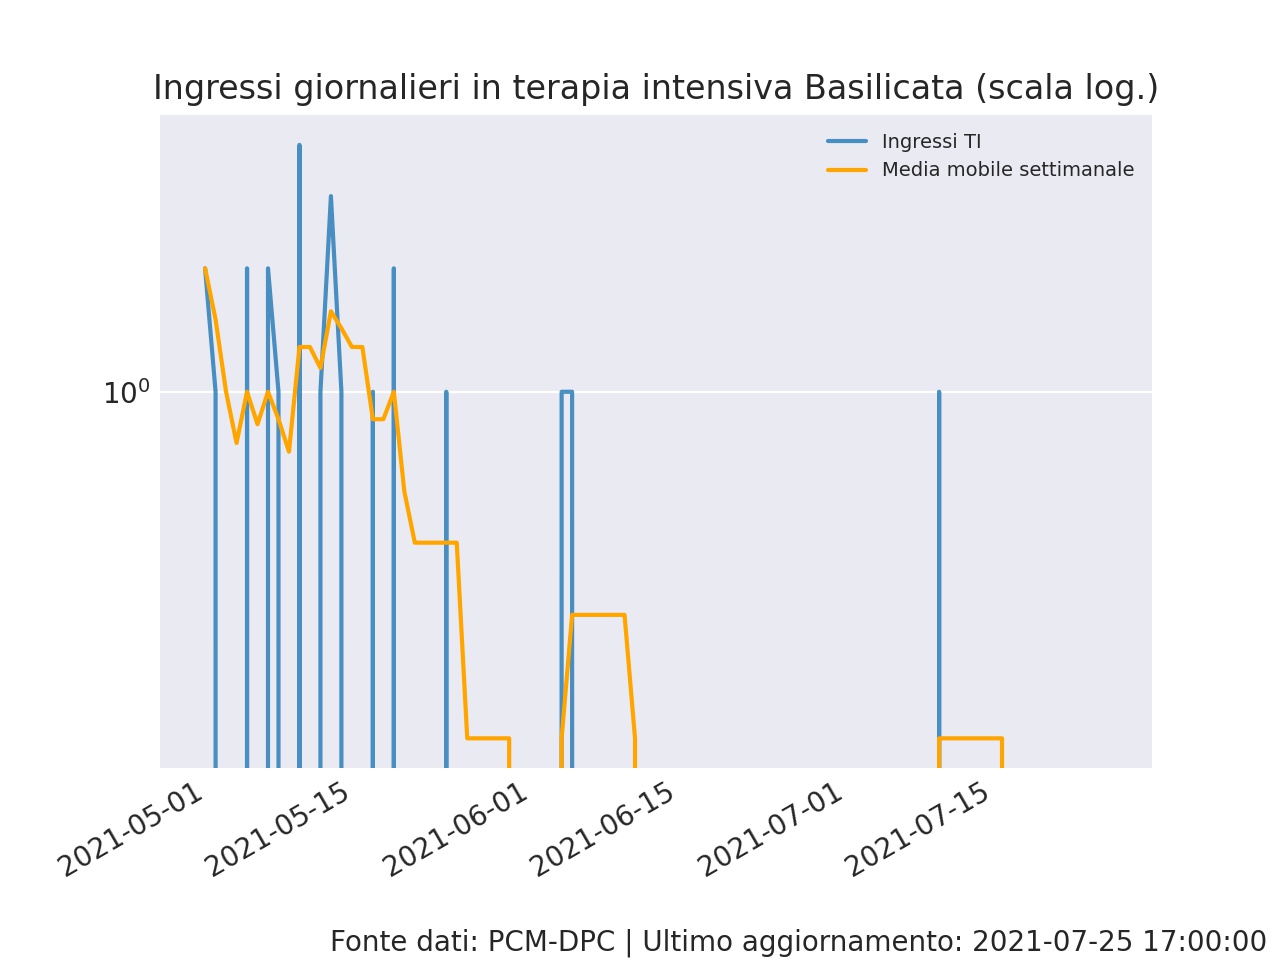 Ingressi giornalieri in terapia intensiva Basilicata (scala log.)
Ingressi TI
Media mobile settimanale
10⁰
2021-05-01
2021-05-15
2021-06-01
2021-06-15
2021-07-01
2021-07-15
Fonte dati: PCM-DPC | Ultimo aggiornamento: 2021-07-25 17:00:00